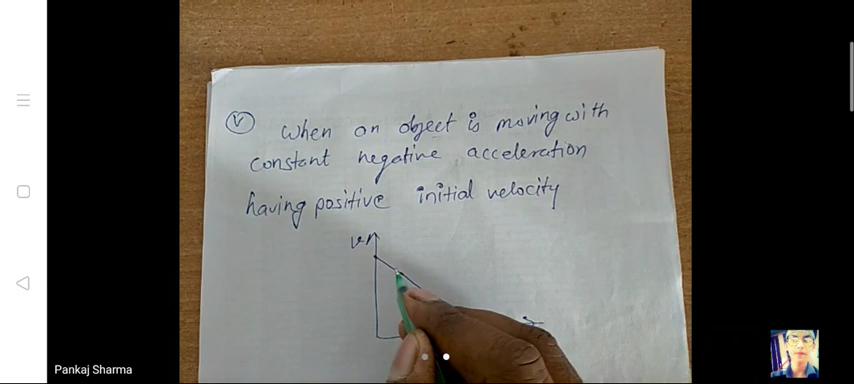 (V) When an object is moving with
constant negative acceleration
having positive initial velocity
v
Pankaj Sharma